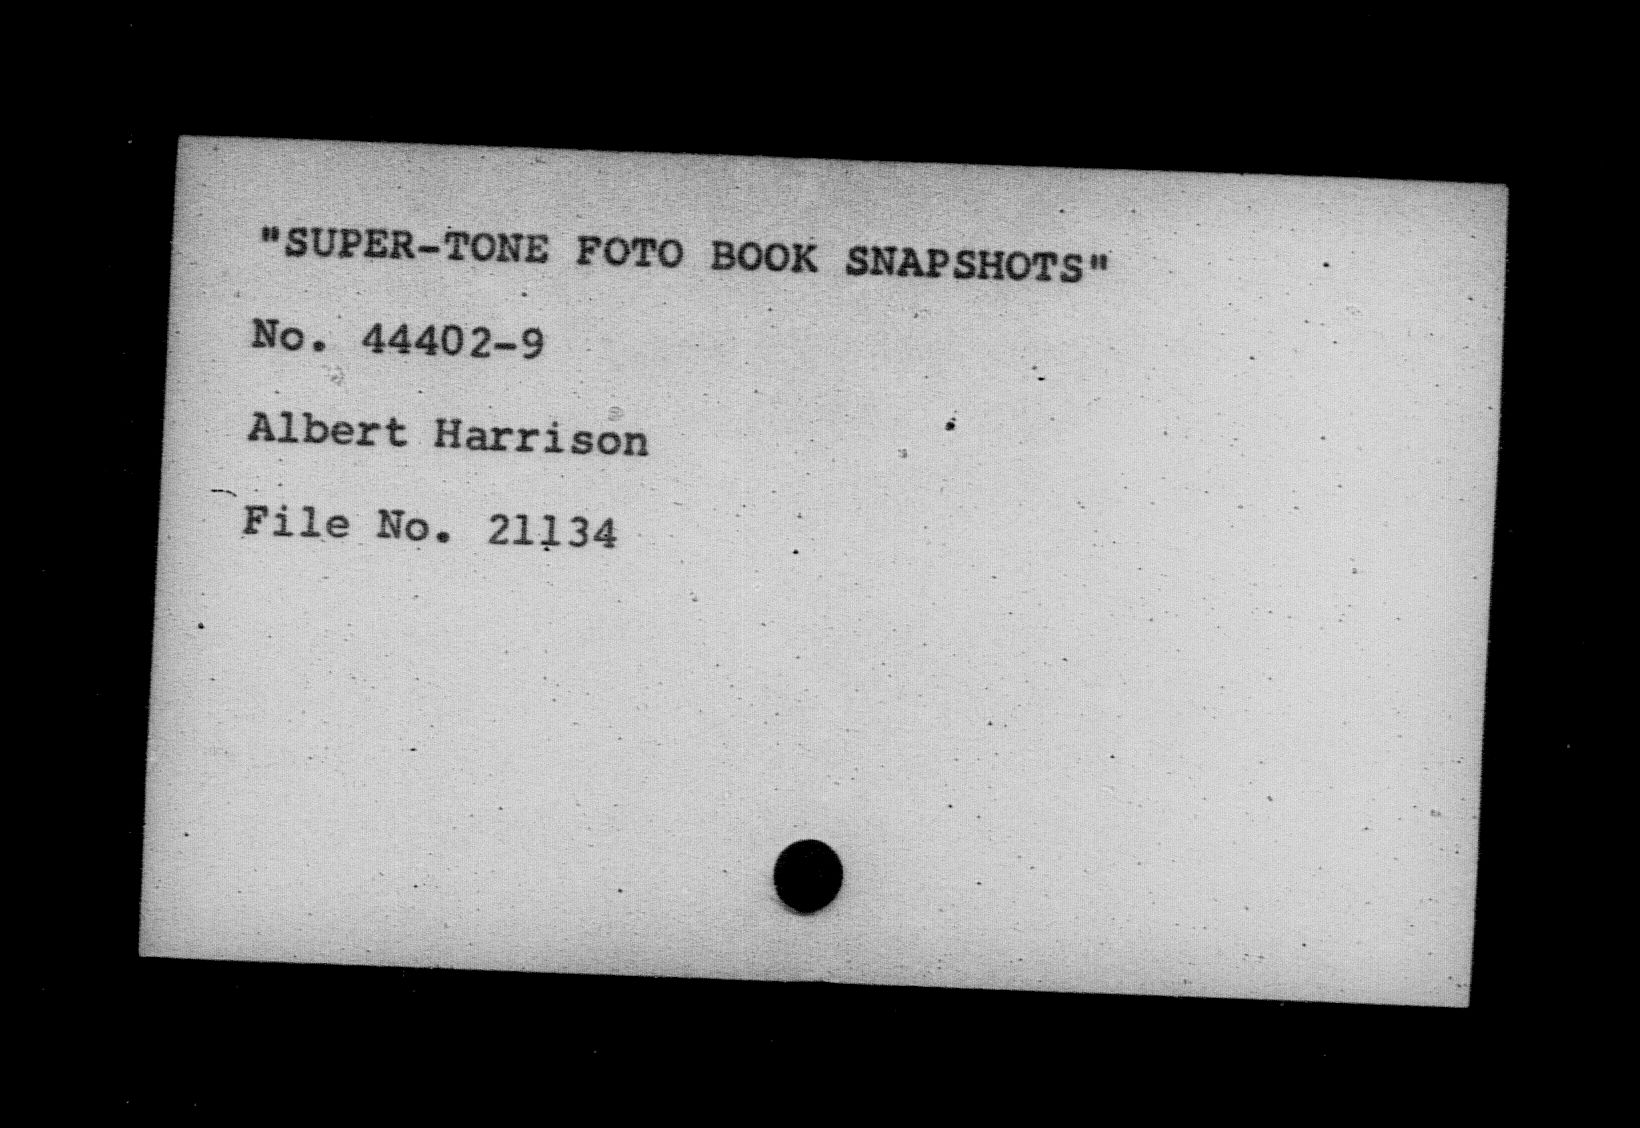 "SUPER-TONE FOTO BOOK SNAPSHOTS"
No. 44402-9
Albert Harrison
File No. 21134